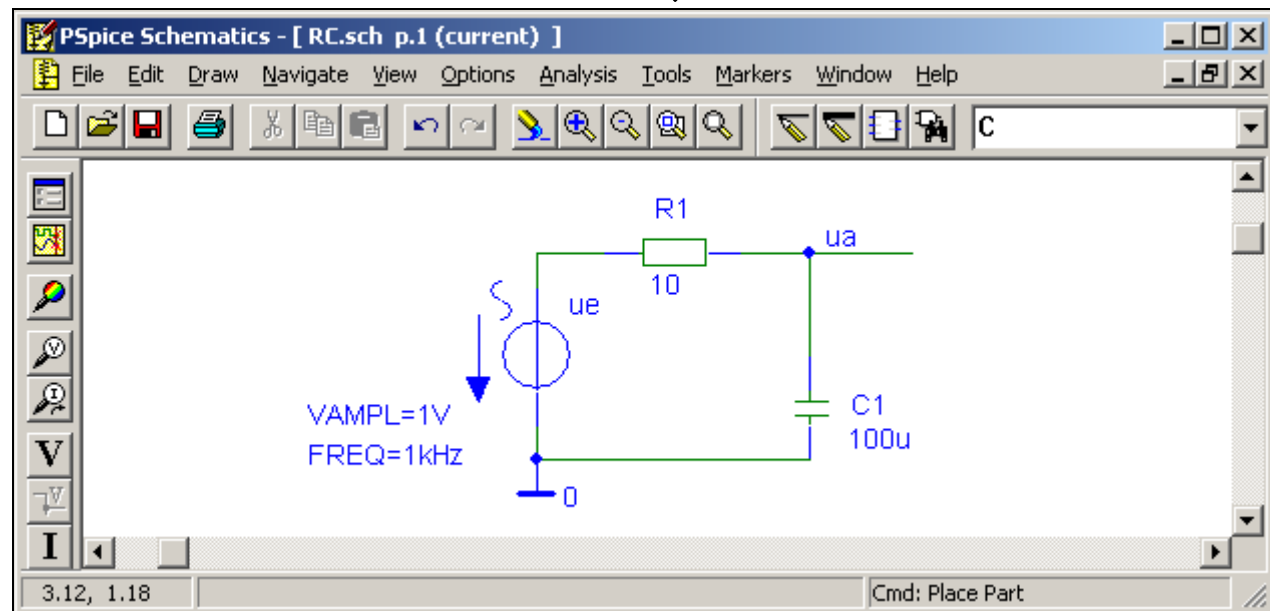 PSpice Schematics - [ RC.sch p.1 (current) ]
File Edit Draw Navigate View Options Analysis Tools Markers Window Help
C
R1
ua
10
ue
VAMPL=1V
FREQ=1kHz
C1
100u
0
V
I
V
V
I
3.12, 1.18
Cmd: Place Part